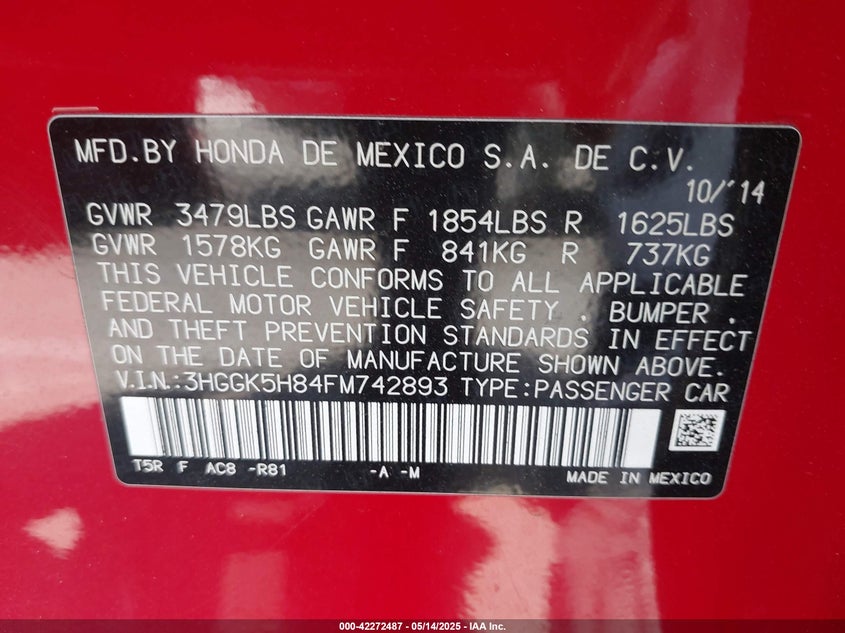 MFD.BY HONDA DE MEXICO S.A. DE C.V.
10/'14
GVWR 3479LBS GAWR F 1854LBS R 1625LBS
GVWR 1578KG GAWR F 841KG R 737KG
THIS VEHICLE CONFORMS TO ALL APPLICABLE
FEDERAL MOTOR VEHICLE SAFETY , BUMPER ,
AND THEFT PREVENTION STANDARDS IN EFFECT
ON THE DATE OF MANUFACTURE SHOWN ABOVE.
V.I.N.:3HGGK5H84FM742893 TYPE:PASSENGER CAR
T5R F AC8 -R81 -A -M
MADE IN MEXICO
000-42272487 - 05/14/2025 - IAA Inc.